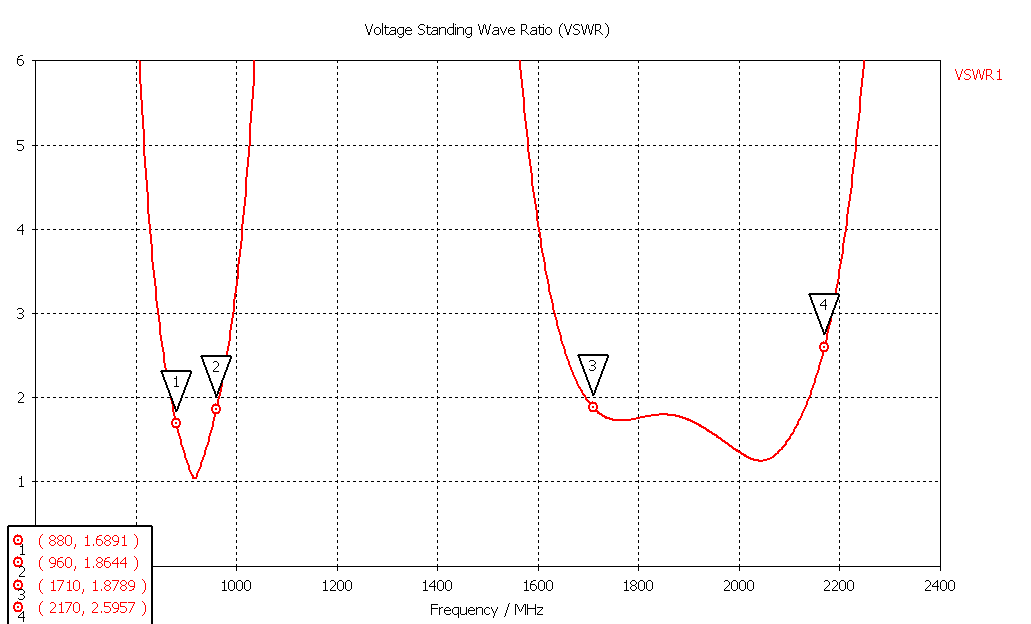 Voltage Standing Wave Ratio (VSWR)
6
VSWR1
5
4
4
3
3
2
1
2
1
1 ( 880, 1.6891 )
2 ( 960, 1.8644 )
3 ( 1710, 1.8789 )
4 ( 2170, 2.5957 )
1000 1200 1400 1600 1800 2000 2200 2400
Frequency / MHz